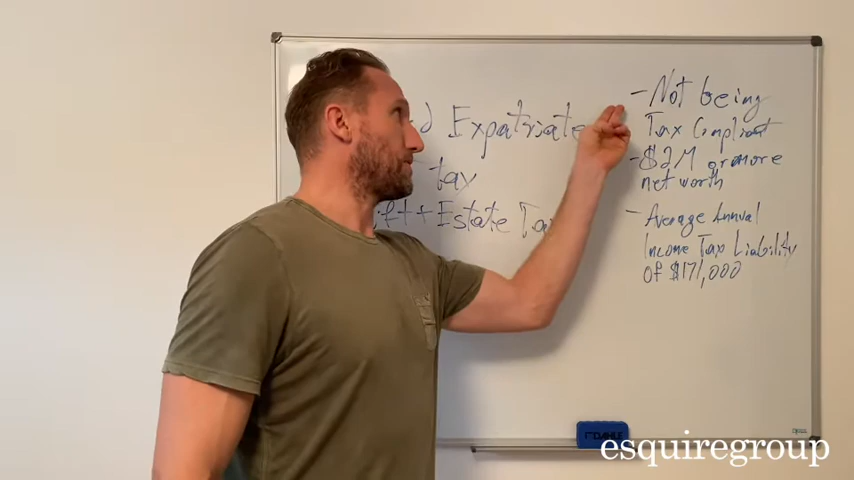 Expatriate
tax
+ Estate Tax
- Not being
Tax Compliant
- $2M or more
net worth
- Average Annual
Income Tax Liability
Of $171,000
DAHLE
esquiregroup